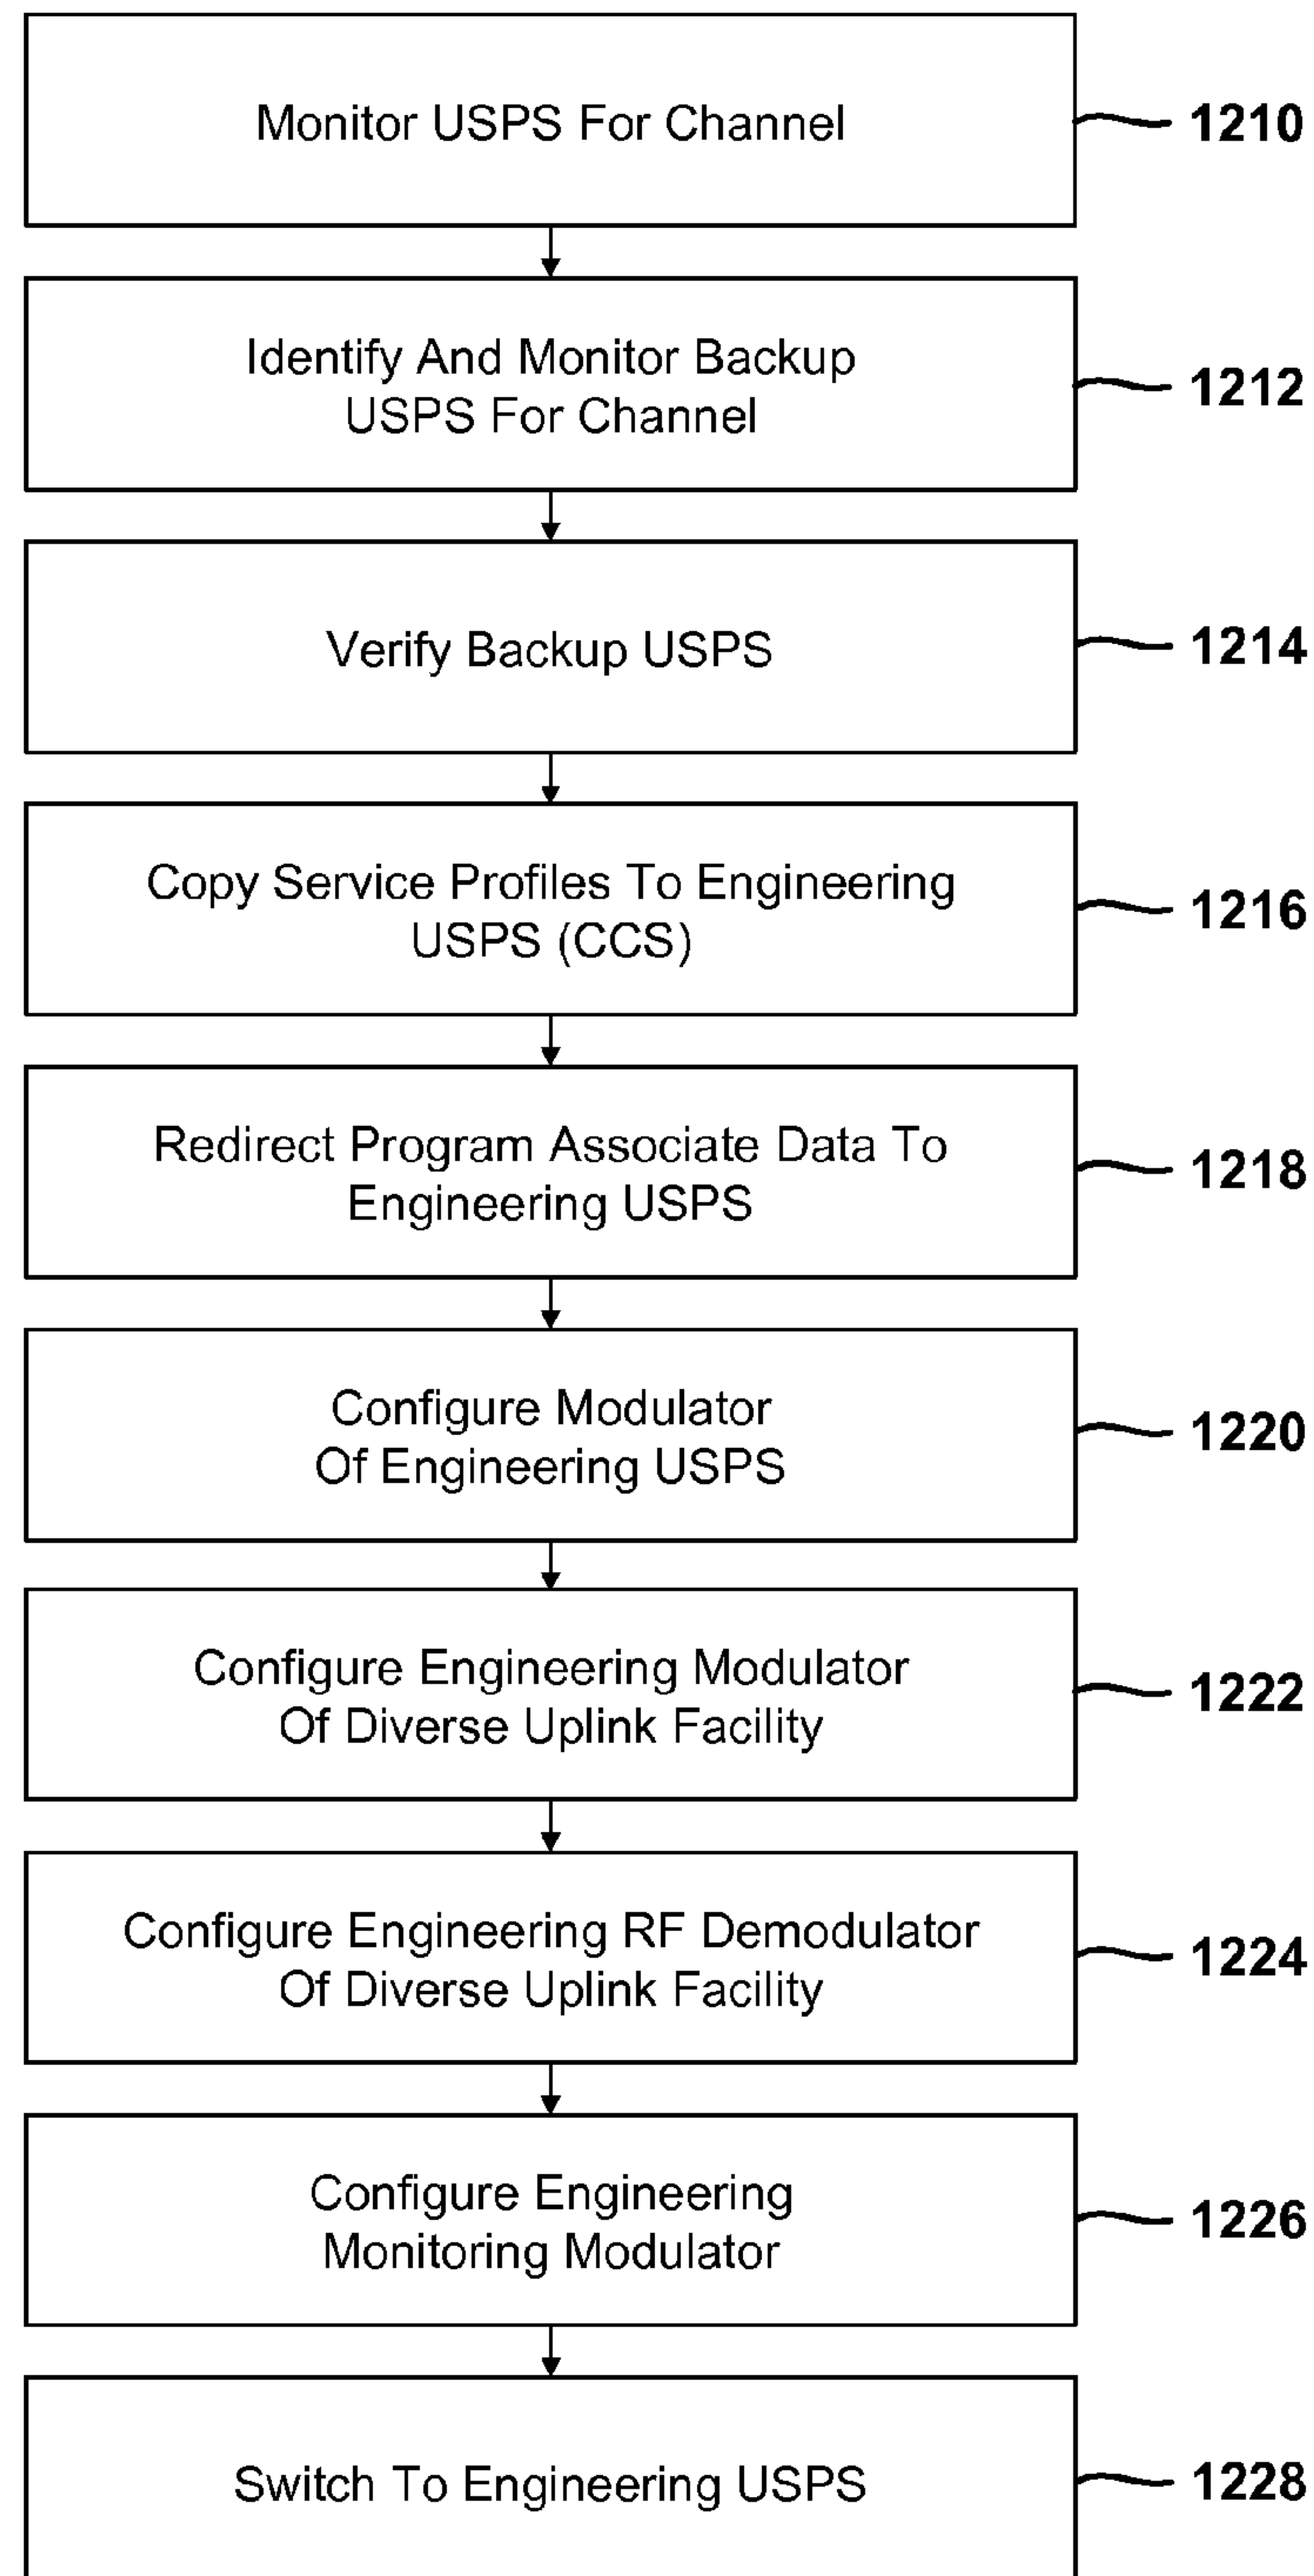 Monitor USPS For Channel
1210
Identify And Monitor Backup
USPS For Channel
1212
Verify Backup USPS
1214
Copy Service Profiles To Engineering
USPS (CCS)
1216
Redirect Program Associate Data To
Engineering USPS
1218
Configure Modulator
Of Engineering USPS
1220
Configure Engineering Modulator
Of Diverse Uplink Facility
1222
Configure Engineering RF Demodulator
Of Diverse Uplink Facility
1224
Configure Engineering
Monitoring Modulator
1226
Switch To Engineering USPS
1228